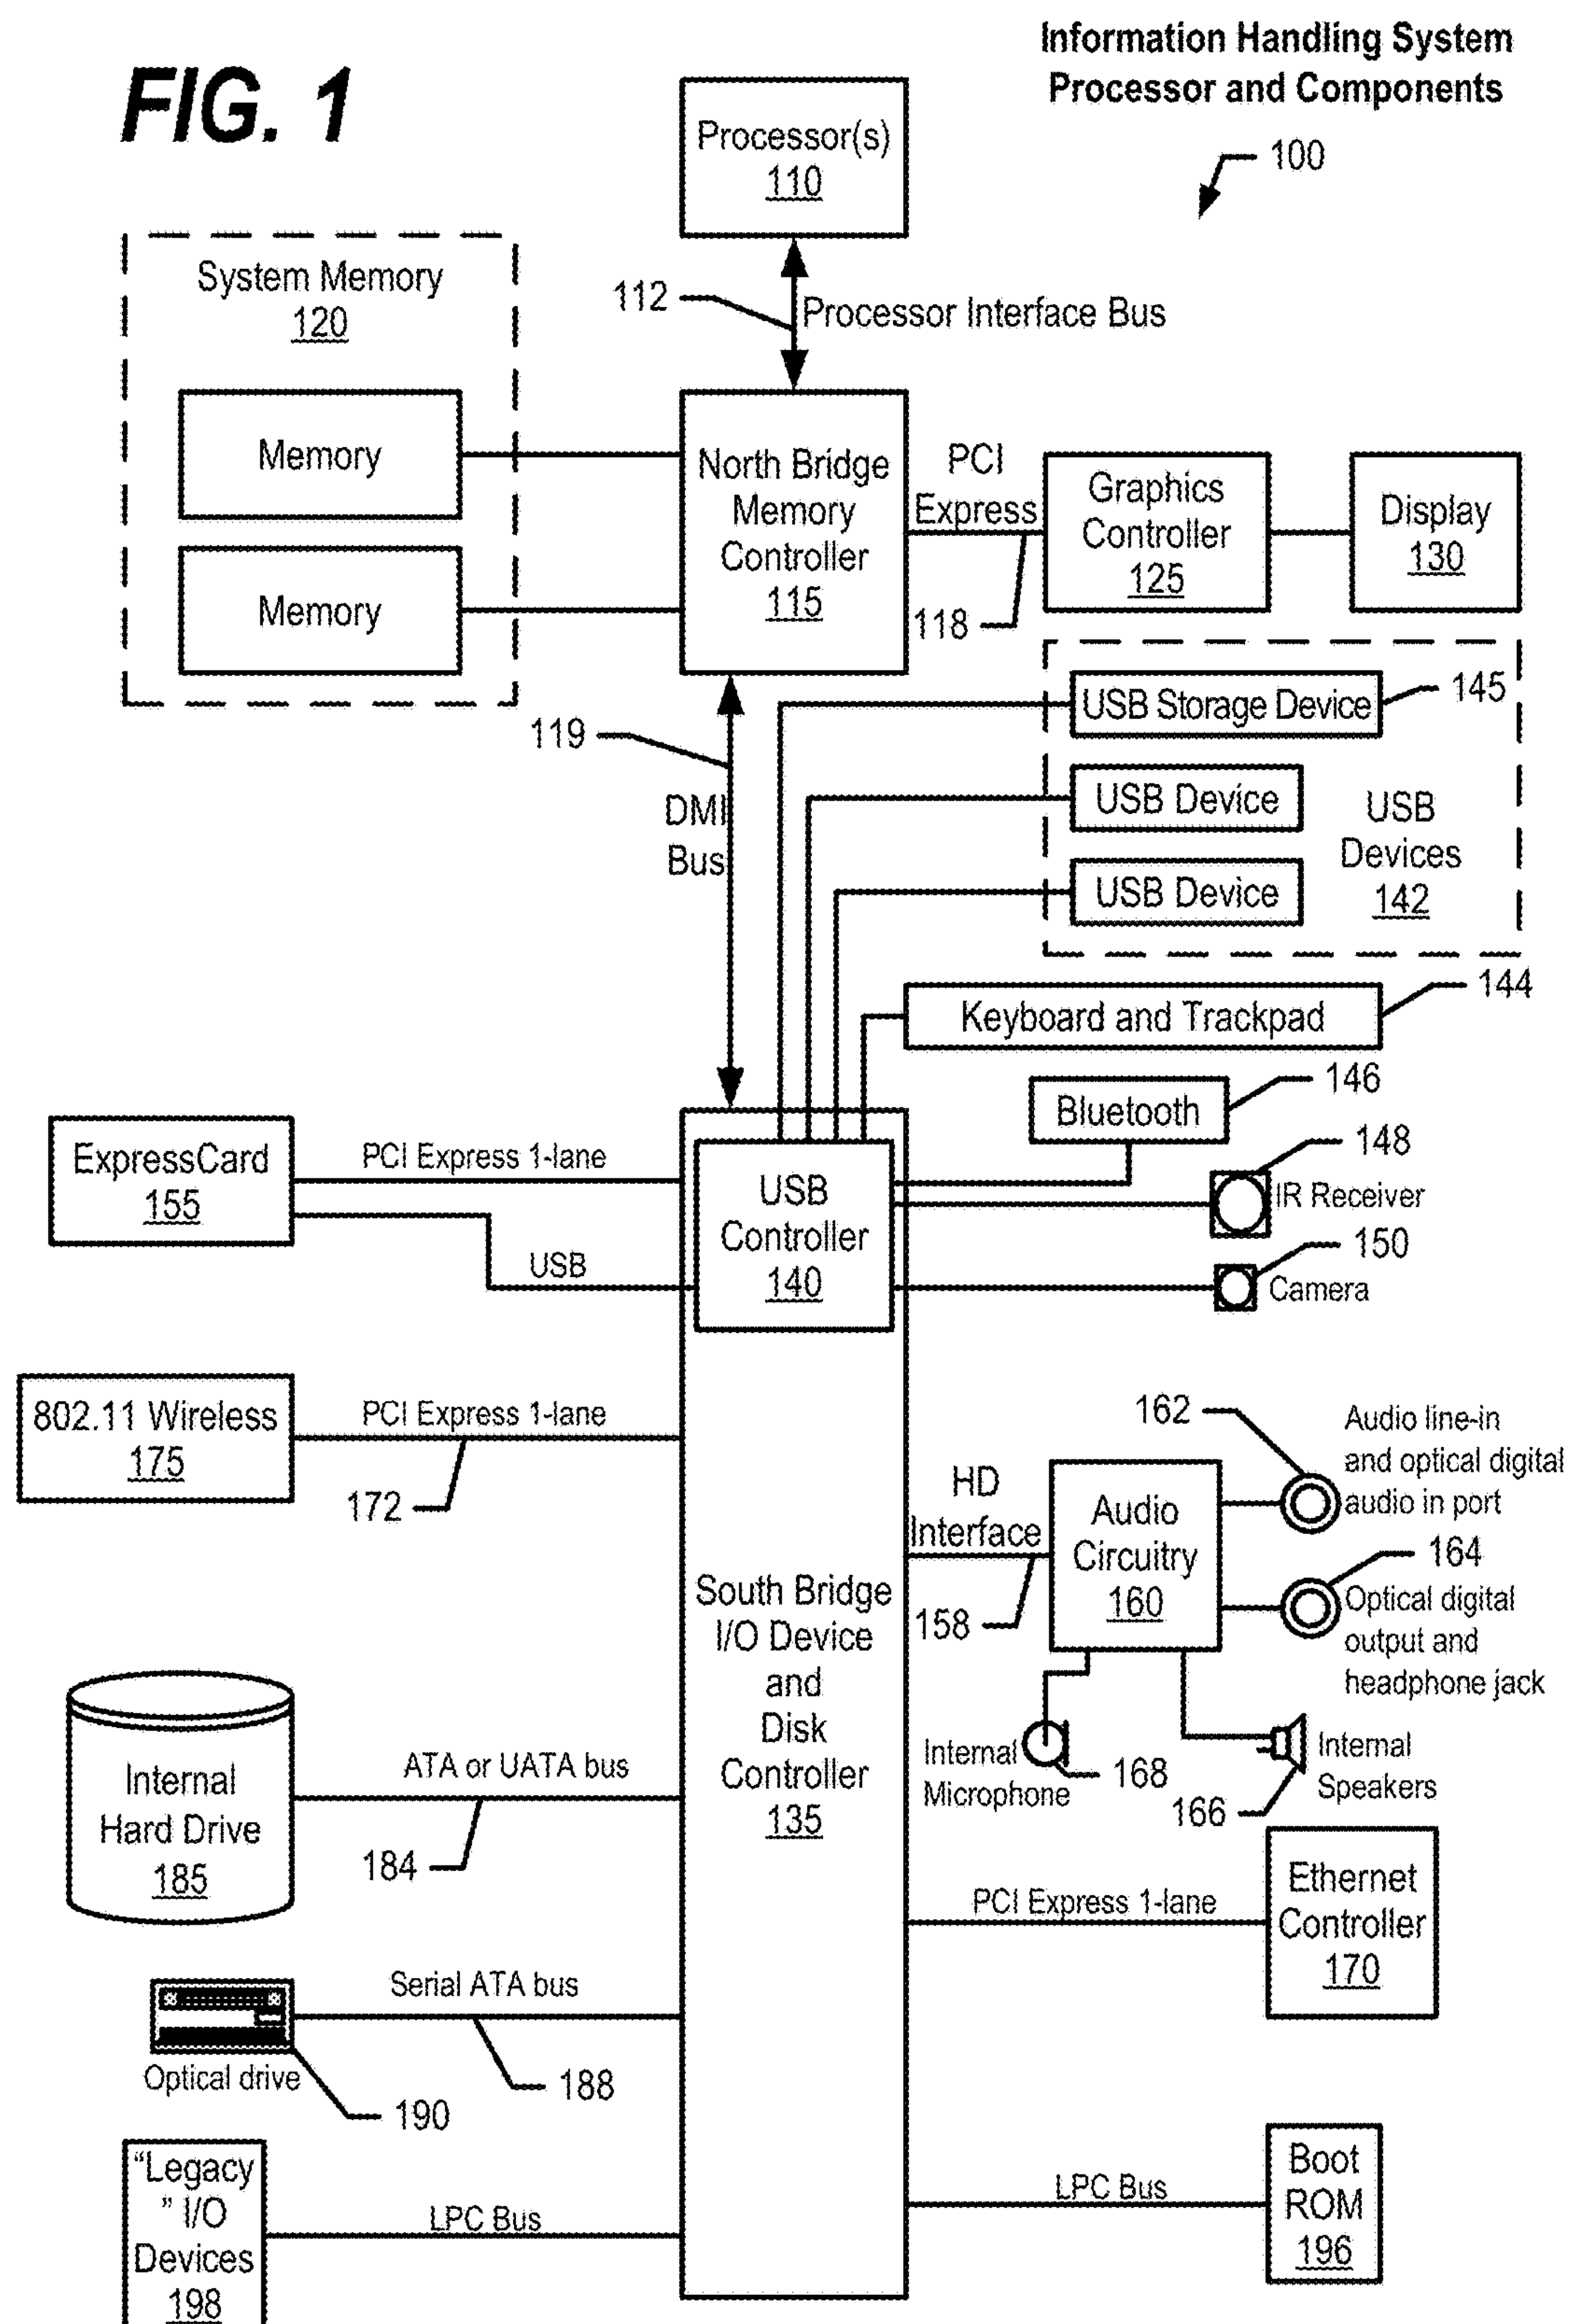 Information Handling System
Processor and Components
FIG. 1
100
Processor(s)
110
System Memory
120
112
Processor Interface Bus
Memory
Memory
North Bridge
Memory
Controller
115
PCI
Express
118
Graphics
Controller
125
Display
130
119
DMI
Bus
USB Storage Device
145
USB Device
USB Device
USB
Devices
142
Keyboard and Trackpad
144
Bluetooth
146
148
IR Receiver
150
Camera
ExpressCard
155
PCI Express 1-lane
USB
USB
Controller
140
802.11 Wireless
175
PCI Express 1-lane
172
162
Audio line-in
and optical digital
audio in port
HD
Interface
158
Audio
Circuitry
160
164
Optical digital
output and
headphone jack
South Bridge
I/O Device
and
Disk
Controller
135
Internal
Microphone
168
Internal
Speakers
166
Internal
Hard Drive
185
ATA or UATA bus
184
PCI Express 1-lane
Ethernet
Controller
170
Serial ATA bus
188
Optical drive
190
“Legacy
” I/O
Devices
198
LPC Bus
LPC Bus
Boot
ROM
196